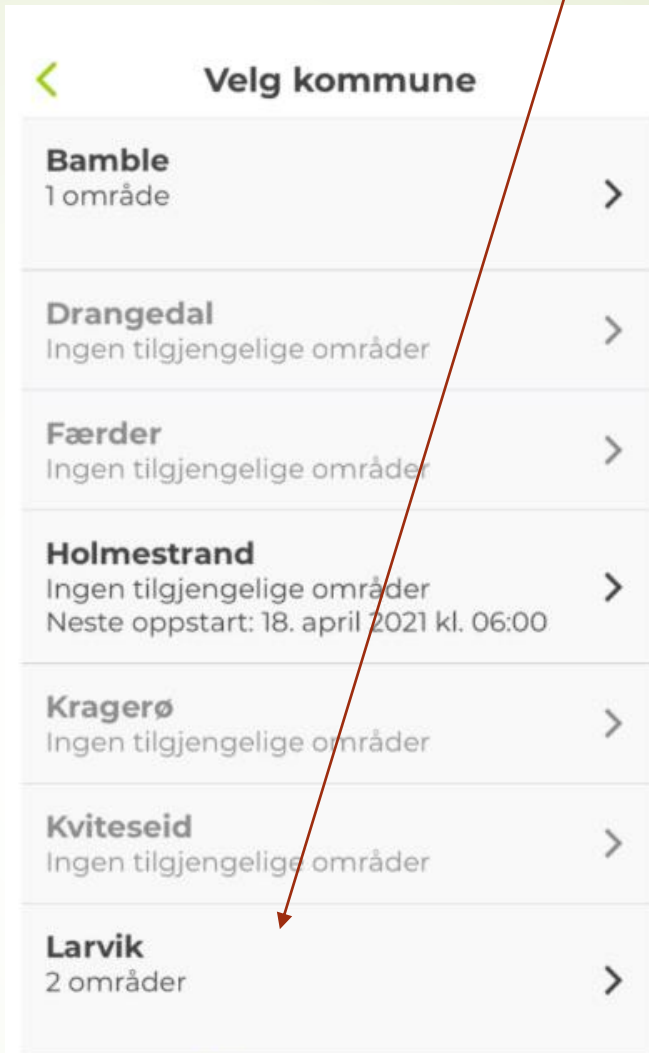 Velg kommune
Bamble
1 område
Drangedal
Ingen tilgjengelige områder
Færder
Ingen tilgjengelige områder
Holmestrand
Ingen tilgjengelige områder
Neste oppstart: 18. april 2021 kl. 06:00
Kragerø
Ingen tilgjengelige områder
Kviteseid
Ingen tilgjengelige områder
Larvik
2 områder